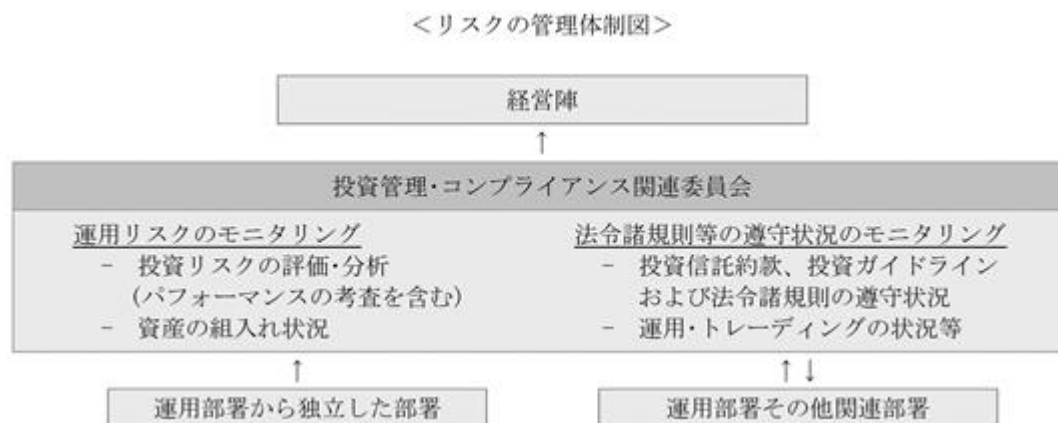 ＜リスクの管理体制図＞
経営陣
↑
投資管理・コンプライアンス関連委員会
運用リスクのモニタリング
－ 投資リスクの評価・分析
(パフォーマンスの考査を含む)
－ 資産の組入れ状況
法令諸規則等の遵守状況のモニタリング
－ 投資信託約款、投資ガイドライン
および法令諸規則の遵守状況
－ 運用・トレーディングの状況等
↑
↑↓
運用部署から独立した部署
運用部署その他関連部署